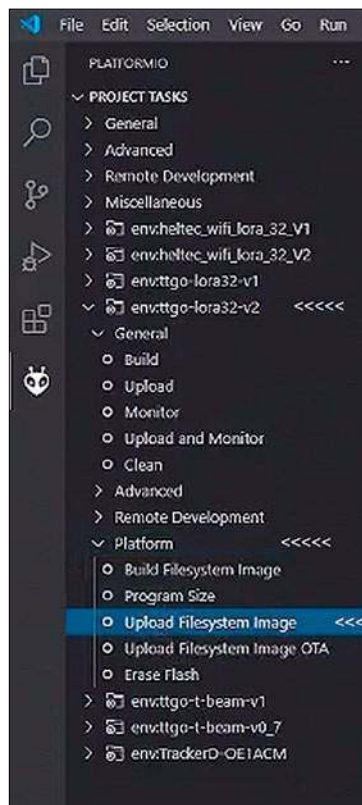 File Edit Selection View Go Run
PLATFORMIO ...
PROJECT TASKS
General
Advanced
Remote Development
Miscellaneous
env:heltec_wifi_lora_32_V1
env:heltec_wifi_lora_32_V2
env:ttgo-lora32-v1
env:ttgo-lora32-v2 <<<<<
General
Build
Upload
Monitor
Upload and Monitor
Clean
Advanced
Remote Development
Platform <<<<<
Build Filesystem Image
Program Size
Upload Filesystem Image <<<
Upload Filesystem Image OTA
Erase Flash
env:ttgo-t-beam-v1
env:ttgo-t-beam-v0_7
env:TrackerD-OE1ACM